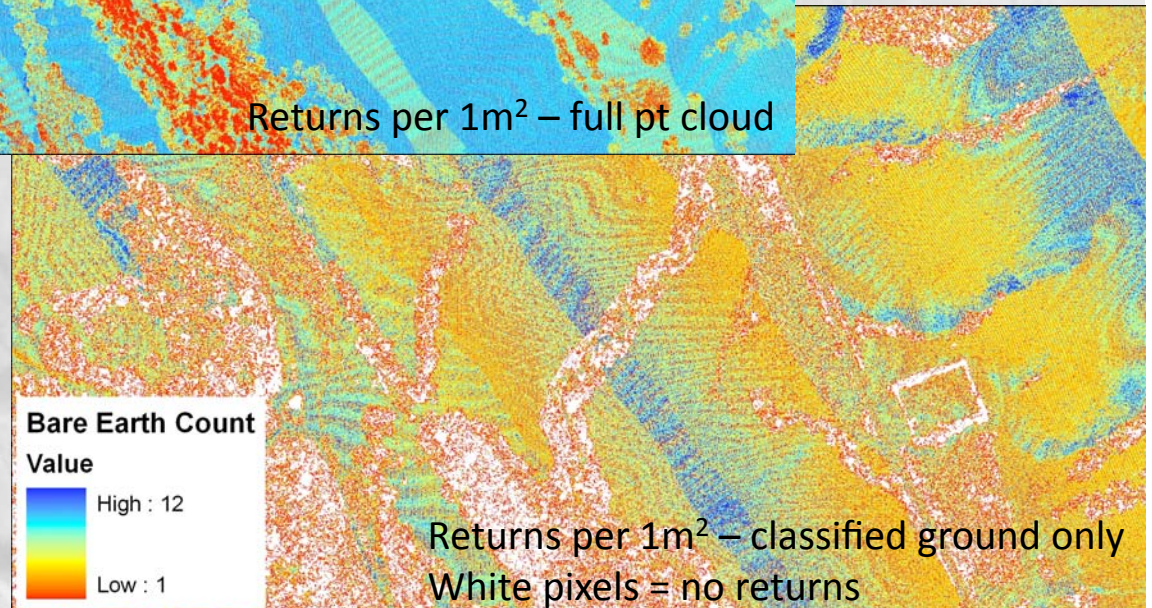 Returns per 1m² – full pt cloud
Bare Earth Count
Value
High : 12
Low : 1
Returns per 1m² – classified ground only
White pixels = no returns